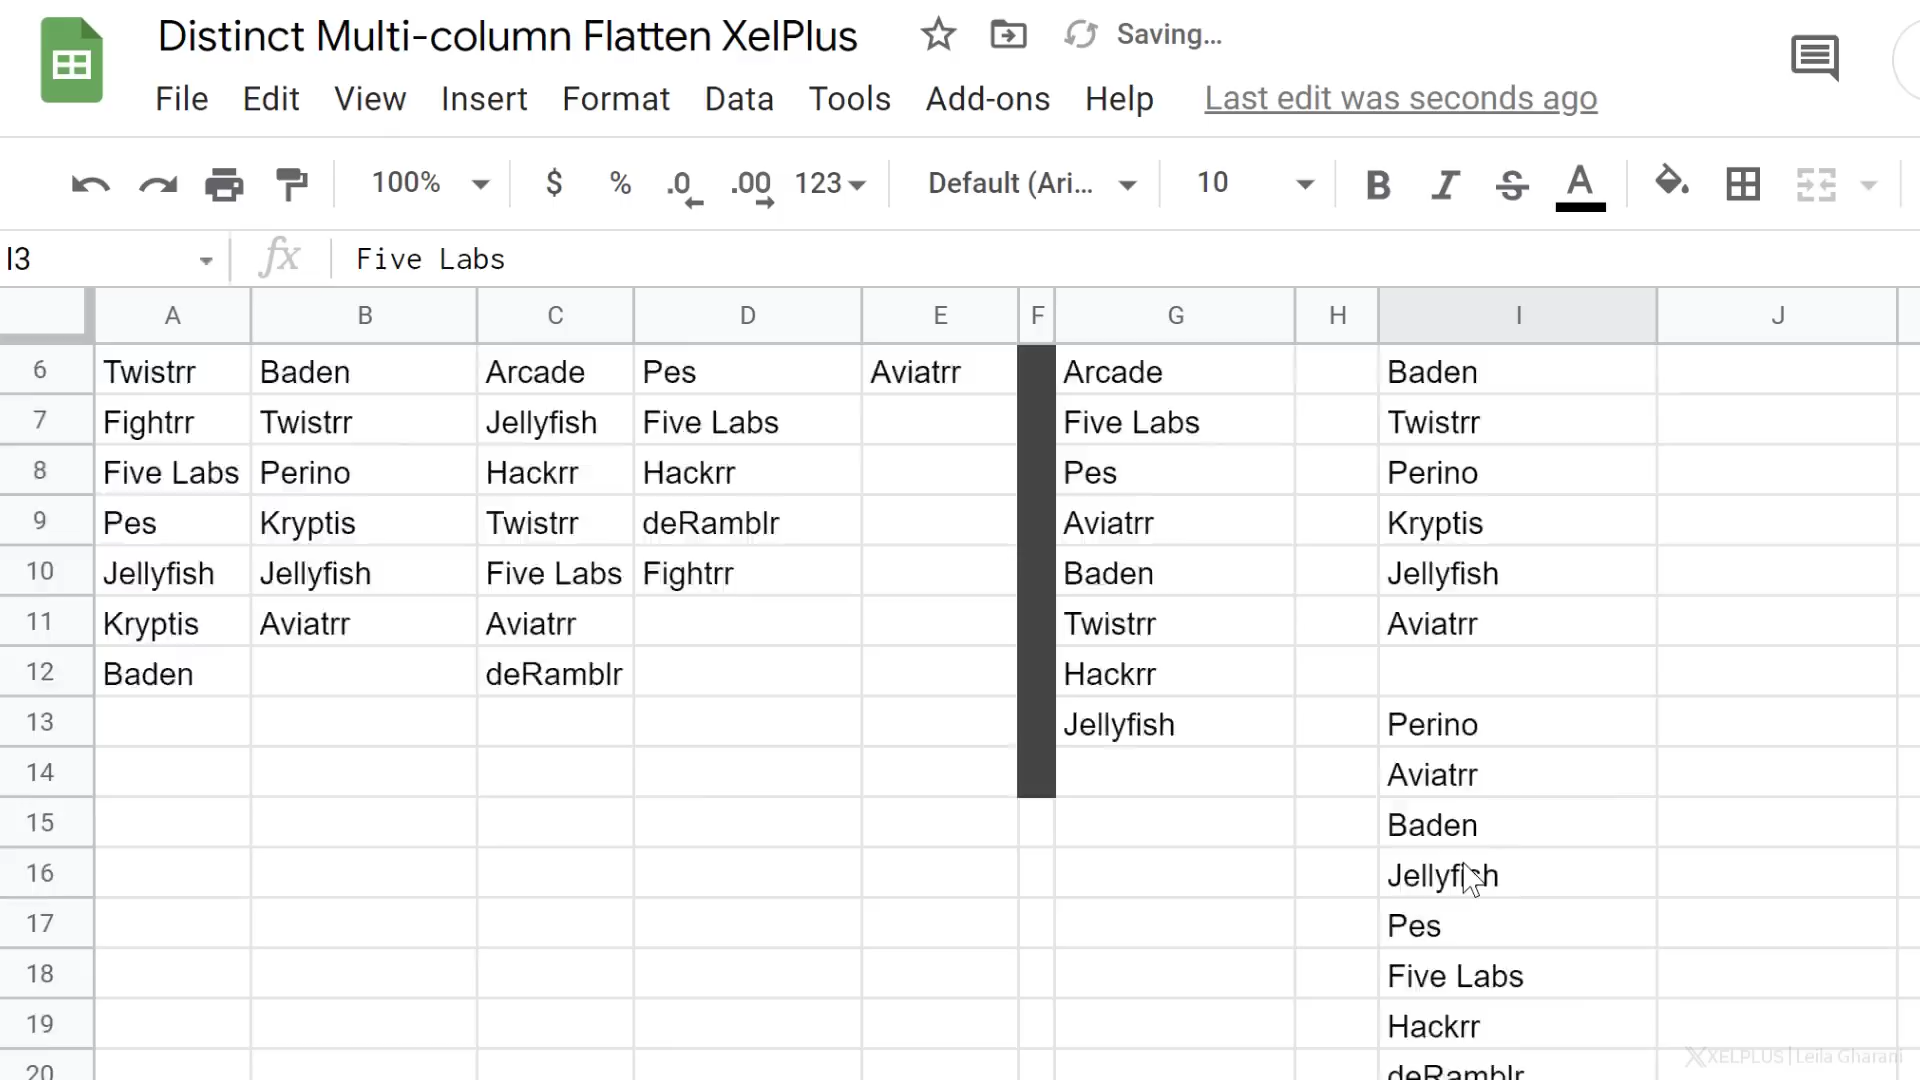 Distinct Multi-column Flatten XelPlus Saving...
File Edit View Insert Format Data Tools Add-ons Help Last edit was seconds ago
100% $ % .0 .00 123 Default (Ari... 10 B I S A
I3 fx Five Labs
A B C D E F G H I J
6 Twistrr Baden Arcade Pes Aviatrr Arcade Baden
7 Fightrr Twistrr Jellyfish Five Labs Five Labs Twistrr
8 Five Labs Perino Hackrr Hackrr Pes Perino
9 Pes Kryptis Twistrr deRamblr Aviatrr Kryptis
10 Jellyfish Jellyfish Five Labs Fightrr Baden Jellyfish
11 Kryptis Aviatrr Aviatrr Twistrr Aviatrr
12 Baden deRamblr Hackrr
13 Jellyfish Perino
14 Aviatrr
15 Baden
16 Jellyfish
17 Pes
18 Five Labs
19 Hackrr
20 deRamblr
XELPLUS | Leila Gharani